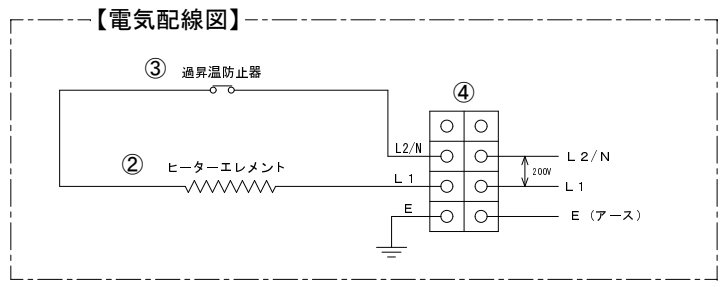 【電気配線図】
③ 過昇温防止器
④
② ヒーターエレメント
L2/N
L1
E
L2/N
200V
L1
E (アース)